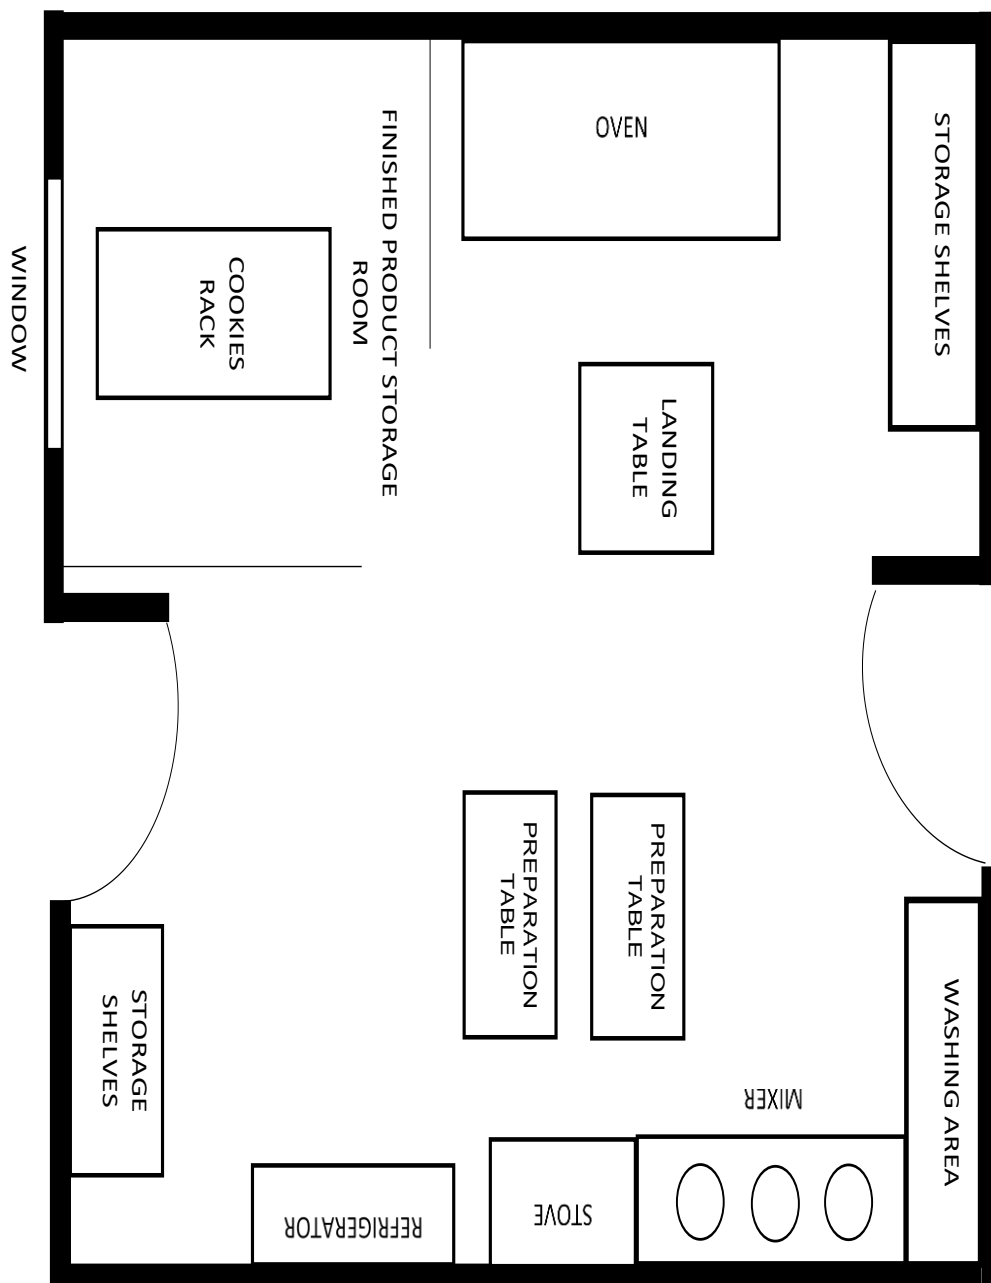 OVEN
STORAGE SHELVES
FINISHED PRODUCT STORAGE
ROOM
WINDOW
COOKIES
RACK
LANDING
TABLE
PREPARATION
TABLE
PREPARATION
TABLE
WASHING AREA
STORAGE
SHELVES
MIXER
STOVE
REFRIGERATOR